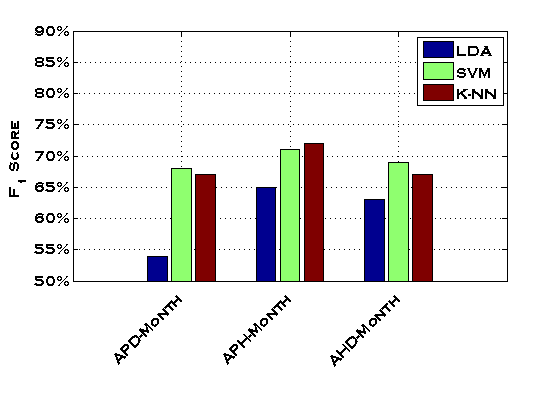 90%
85%
80%
75%
70%
65%
60%
55%
50%
F1 Score
LDA
SVM
K-NN
APD-Month
APH-Month
AHD-Month